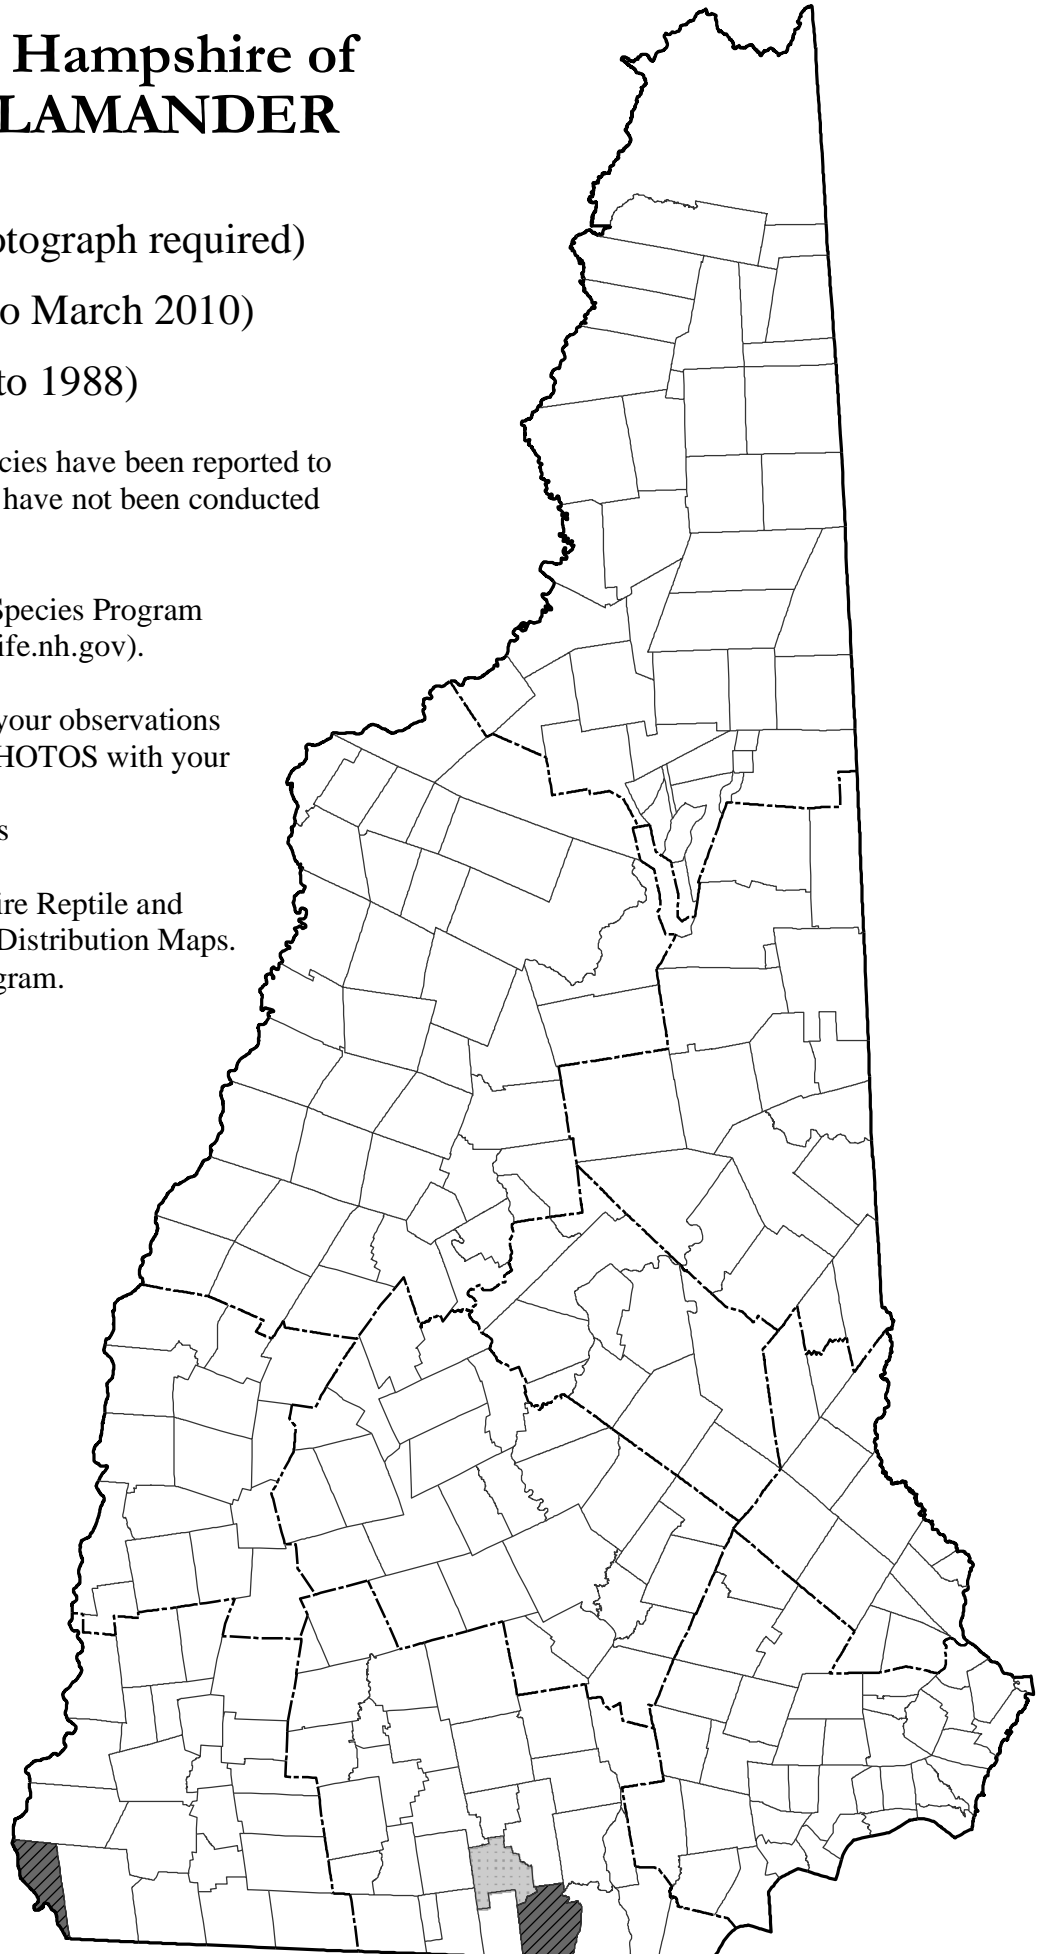 Hampshire of
LAMANDER
otograph required)
o March 2010)
to 1988)
cies have been reported to
have not been conducted
Species Program
ife.nh.gov).
your observations
HOTOS with your
s
ire Reptile and
Distribution Maps.
gram.